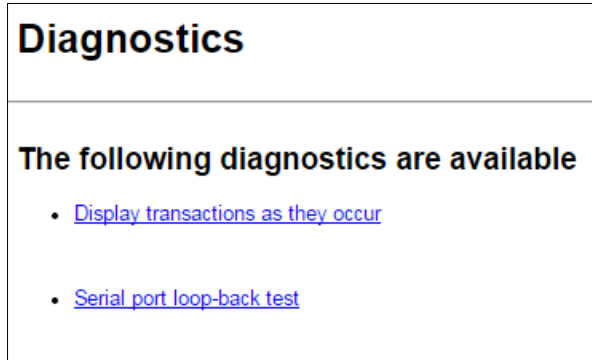 Diagnostics
The following diagnostics are available
Display transactions as they occur
Serial port loop-back test